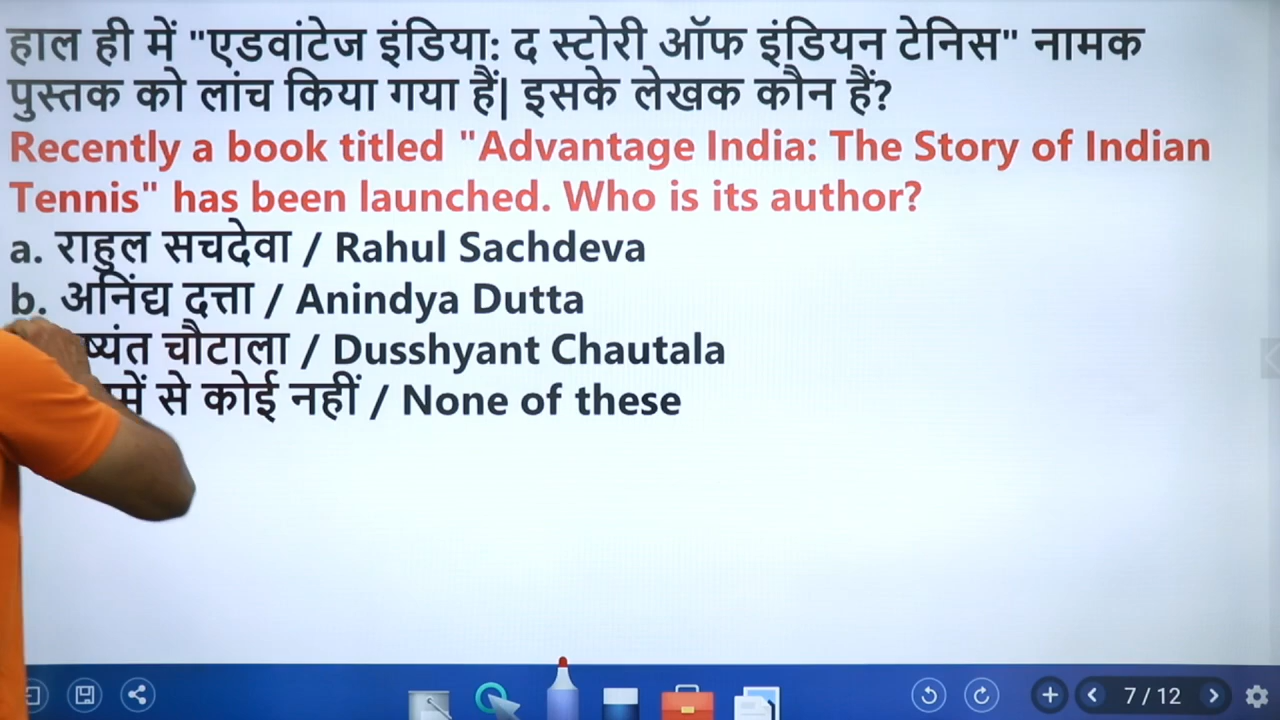 हाल ही में "एडवांटेज इंडिया: द स्टोरी ऑफ इंडियन टेनिस" नामक
पुस्तक को लांच किया गया हैं| इसके लेखक कौन हैं?
Recently a book titled "Advantage India: The Story of Indian
Tennis" has been launched. Who is its author?
a. राहुल सचदेवा / Rahul Sachdeva
b. अनिंद्य दत्ता / Anindya Dutta
चौटाला / Dusshyant Chautala
से कोई नहीं / None of these
7 / 12